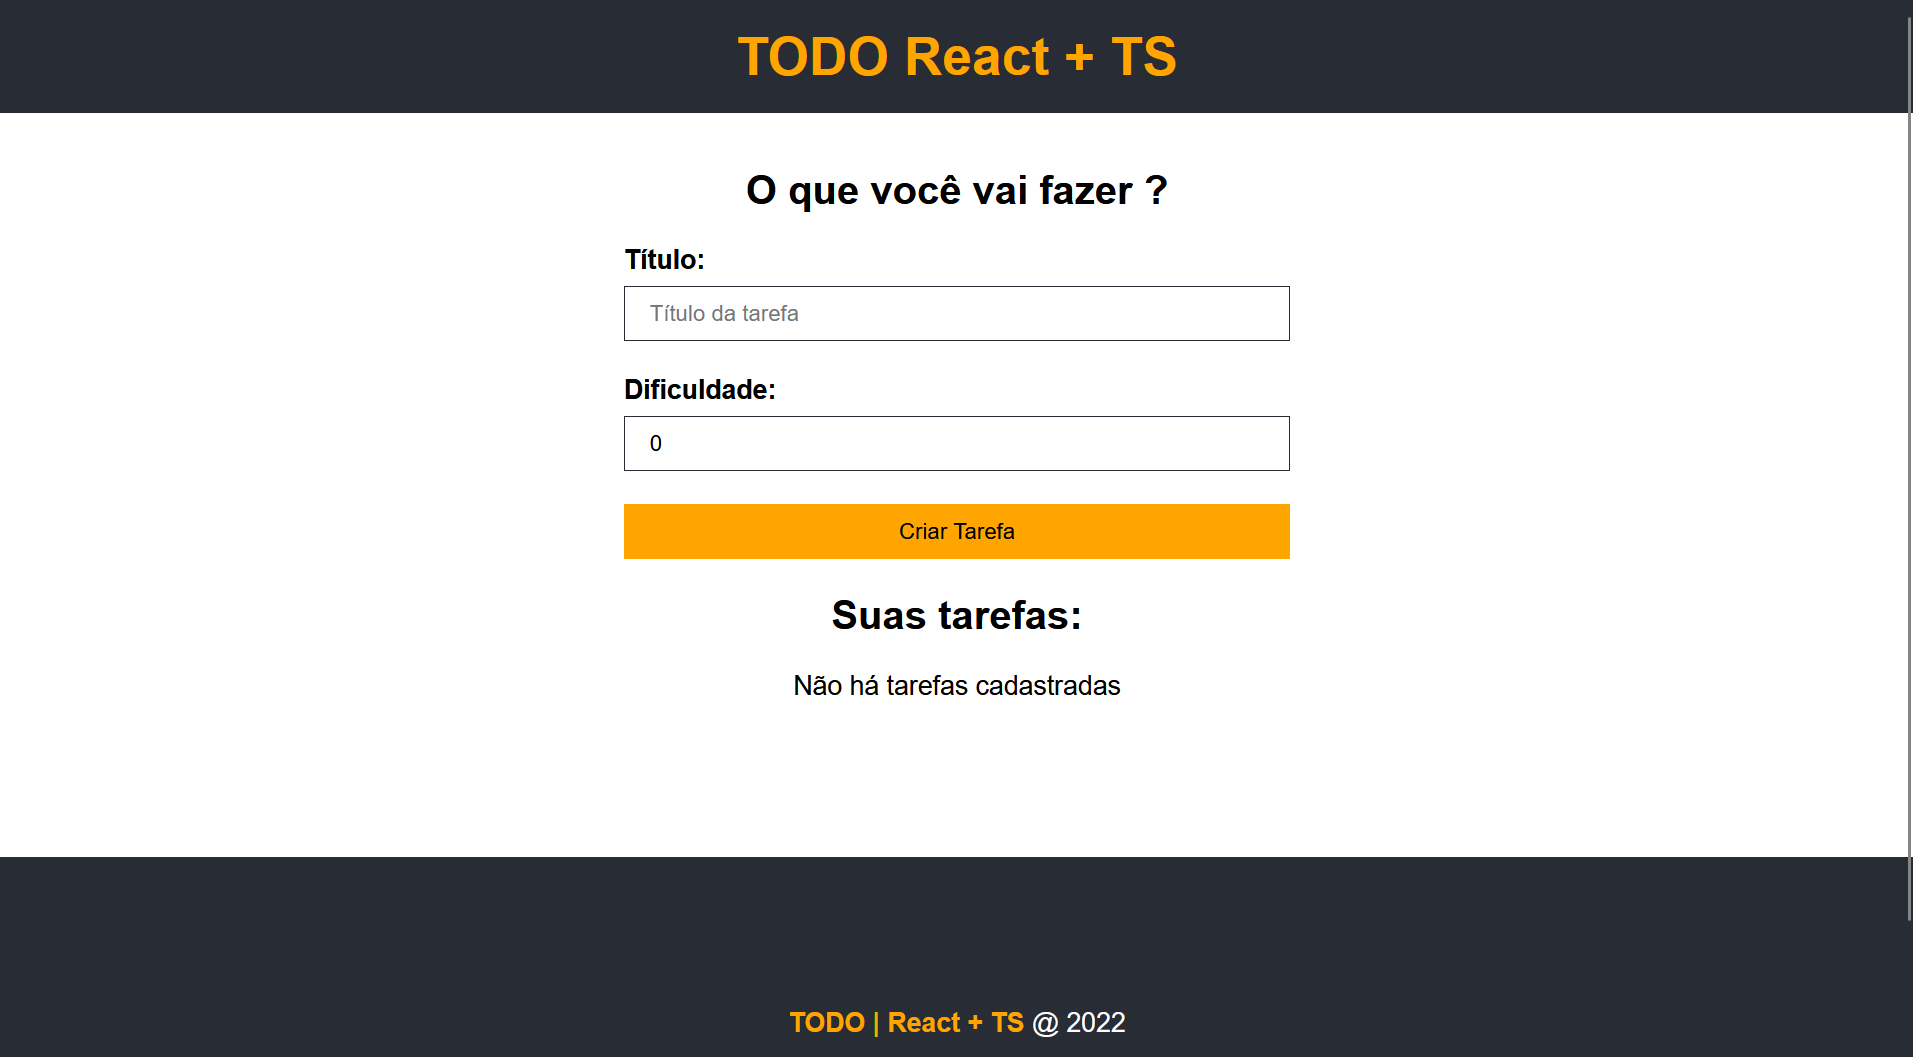 TODO React + TS
O que você vai fazer ?
Título:
Título da tarefa
Dificuldade:
0
Criar Tarefa
Suas tarefas:
Não há tarefas cadastradas
TODO | React + TS @ 2022